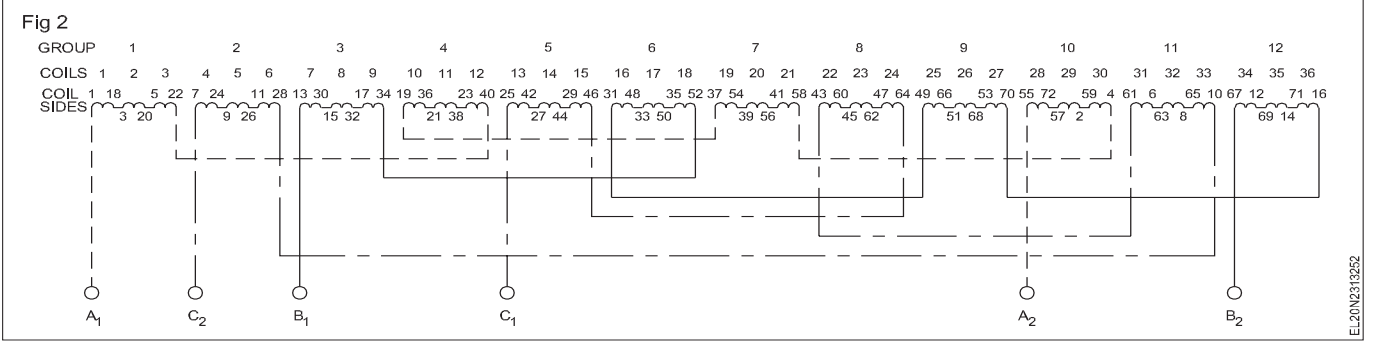 Fig 2
GROUP 1 2 3 4 5 6 7 8 9 10 11 12
COILS 1 2 3 4 5 6 7 8 9 10 11 12 13 14 15 16 17 18 19 20 21 22 23 24 25 26 27 28 29 30 31 32 33 34 35 36
COIL 1 18 5 22 7 24 11 28 13 30 17 34 19 36 23 40 25 42 29 46 31 48 35 52 37 54 41 58 43 60 47 64 49 66 53 70 55 72 59 4 61 6 65 10 67 12 71 16
SIDES 3 20 9 26 15 32 21 38 27 44 33 50 39 56 45 62 51 68 57 2 63 8 69 14
A1 C2 B1 C1 A2 B2
EL20N2313252